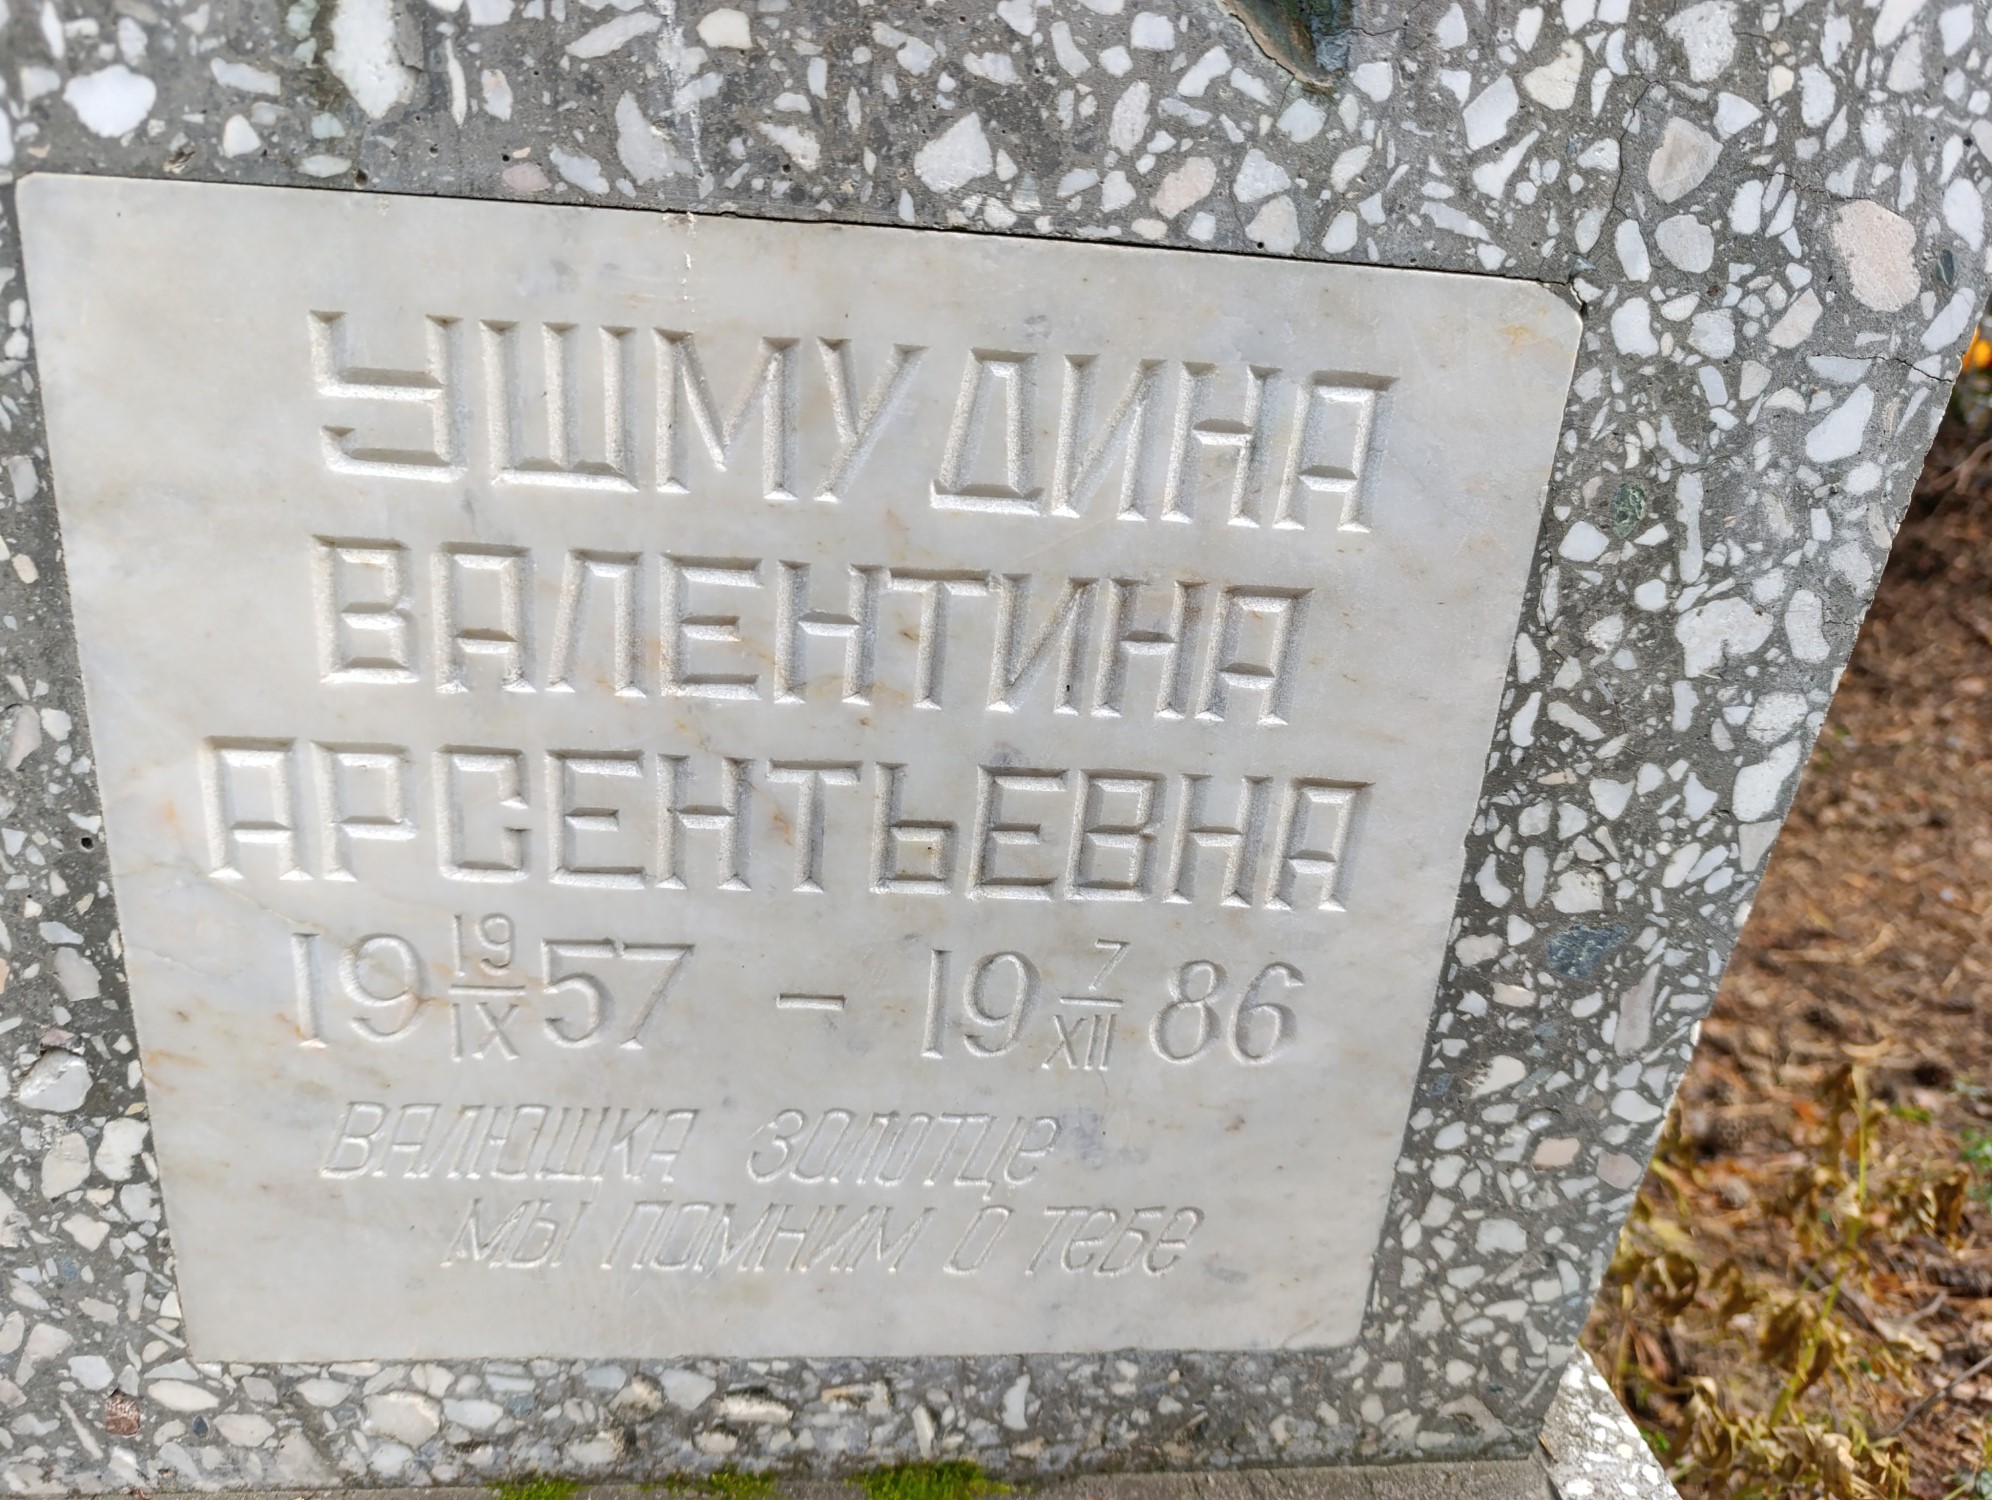 УШМУДИНА
ВАЛЕНТИНА
АРСЕНТЬЕВНА
19 19/IX 57 – 19 7/XII 86
ВАЛЮШКА ЗОЛОТЦЕ
МЫ ПОМНИМ О ТЕБЕ